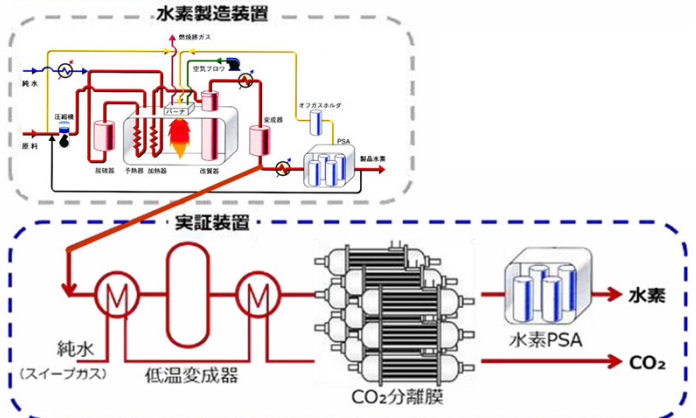 水素製造装置
燃焼排ガス
空気ブロワ
純水
オフガスホルダ
圧縮機
バーナ
変成器
PSA
製品水素
原料
脱硫器
予熱器
加熱器
改質器
実証装置
水素
純水
(スイープガス)
低温変成器
水素PSA
CO₂
CO₂分離膜